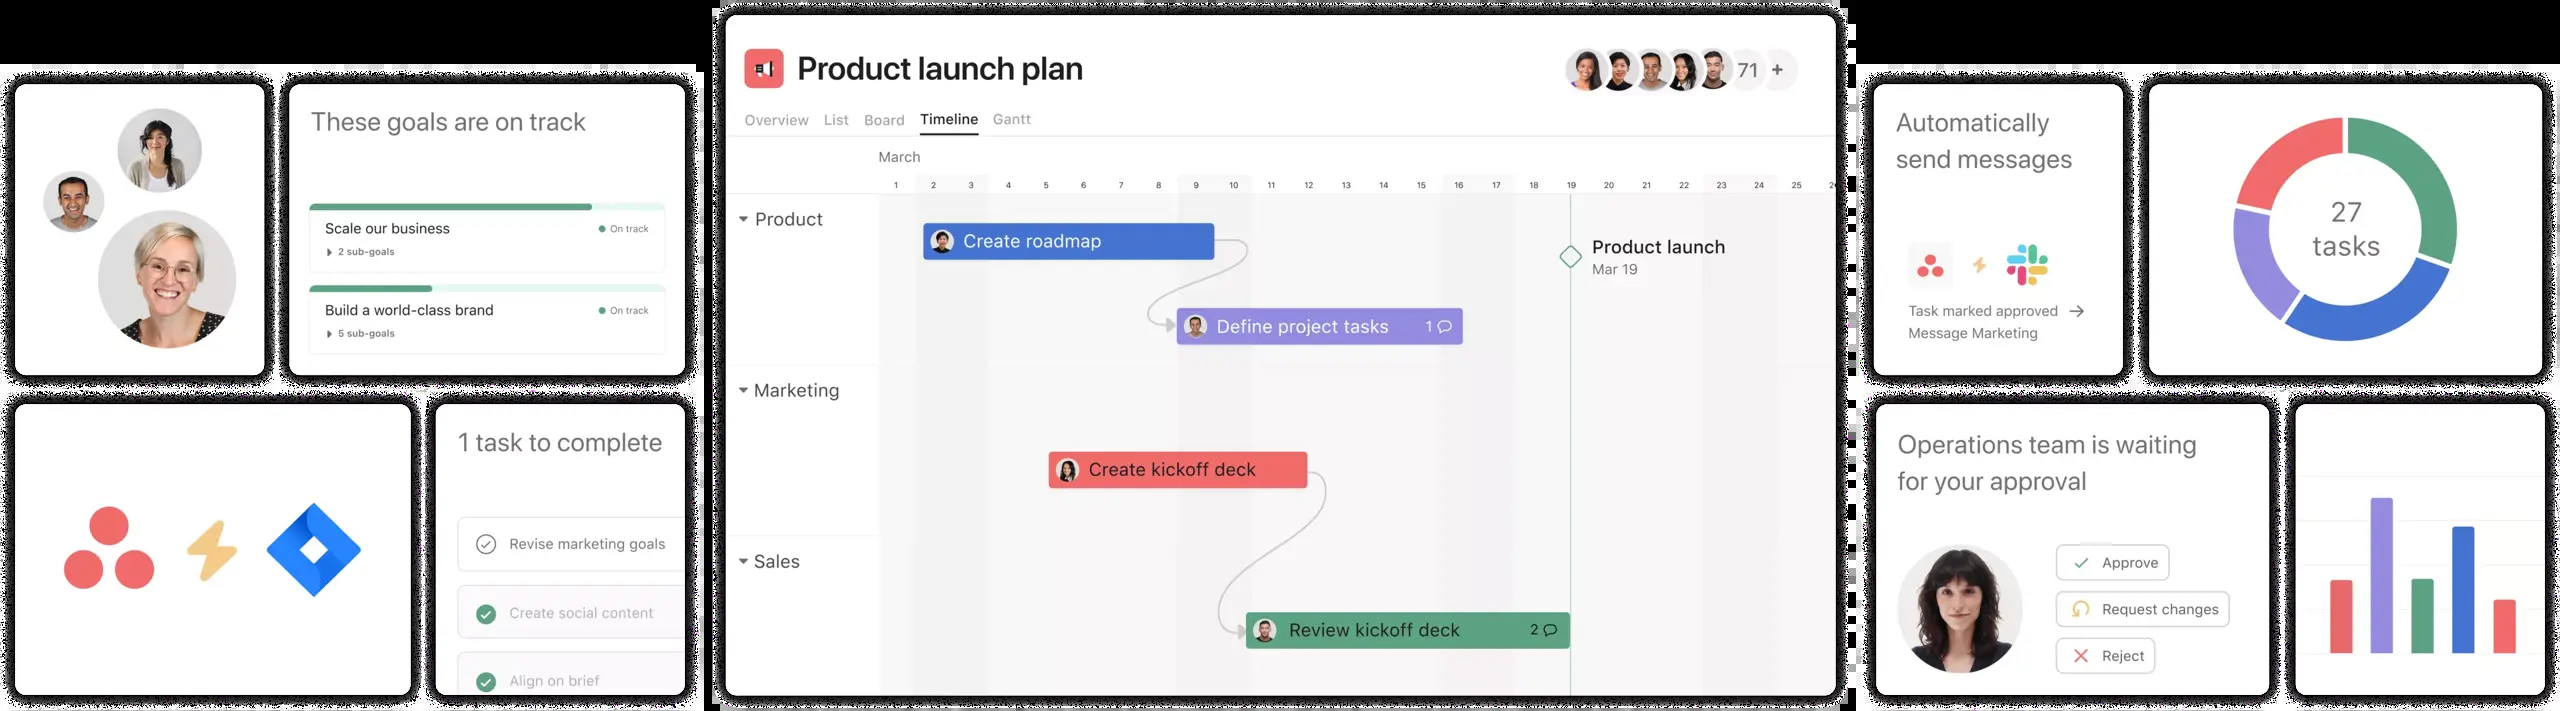 These goals are on track
Scale our business
On track
2 sub-goals
Build a world-class brand
On track
5 sub-goals
1 task to complete
Revise marketing goals
Create social content
Align on brief
Product launch plan
71 +
Overview List Board Timeline Gantt
March
1 2 3 4 5 6 7 8 9 10 11 12 13 14 15 16 17 18 19 20 21 22 23 24 25
Product
Create roadmap
Product launch
Mar 19
Define project tasks 1
Marketing
Create kickoff deck
Sales
Review kickoff deck 2
Automatically
send messages
Task marked approved →
Message Marketing
27
tasks
Operations team is waiting
for your approval
Approve
Request changes
Reject